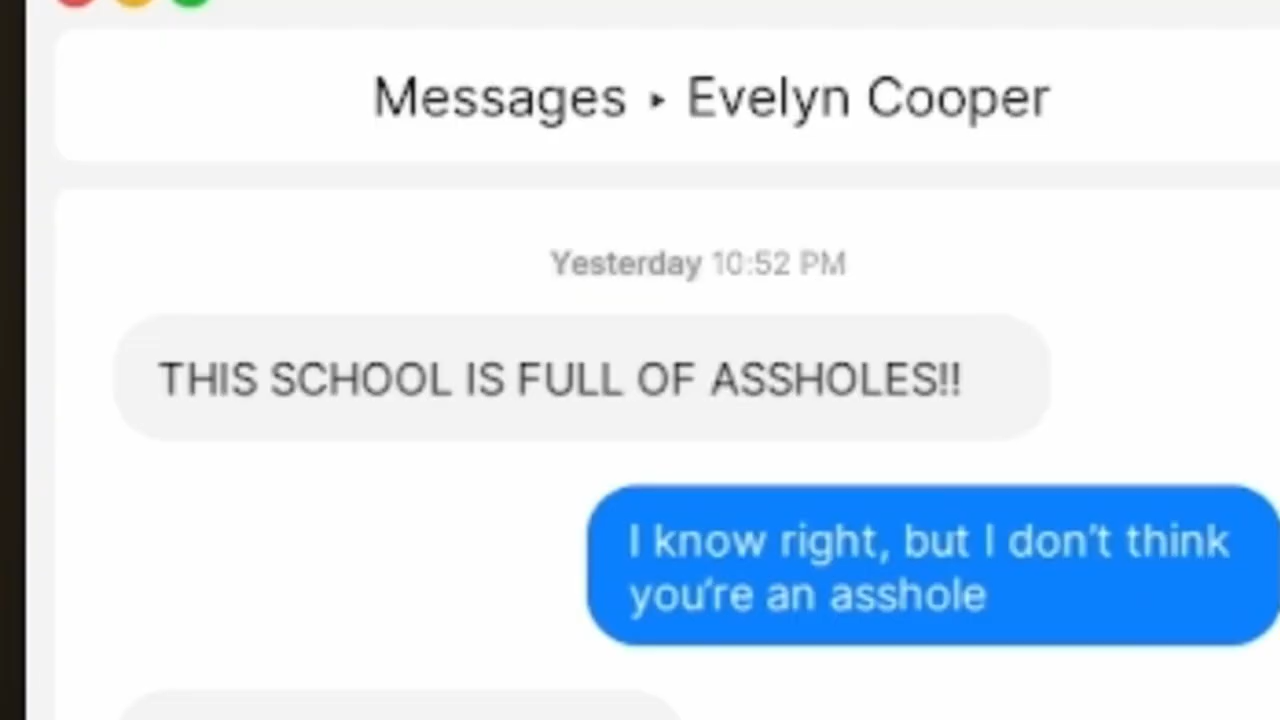 Messages ▸ Evelyn Cooper
Yesterday 10:52 PM
THIS SCHOOL IS FULL OF ASSHOLES!!
I know right, but I don’t think
you’re an asshole